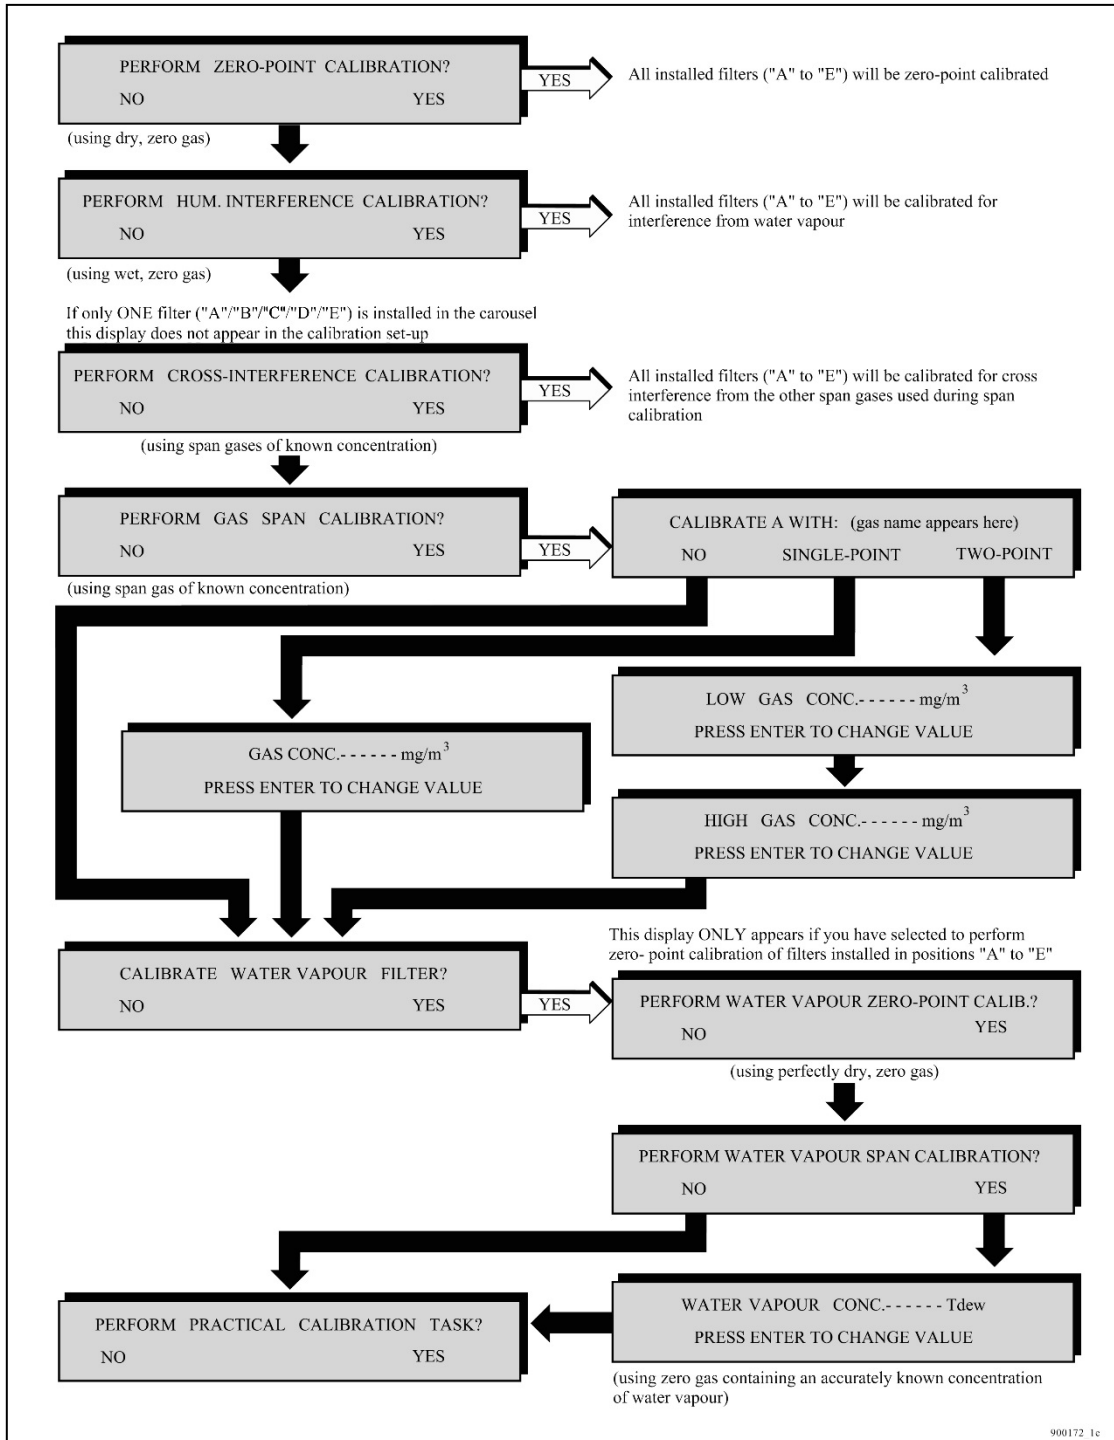 PERFORM ZERO-POINT CALIBRATION?
NO YES
YES
All installed filters ("A" to "E") will be zero-point calibrated
(using dry, zero gas)
PERFORM HUM. INTERFERENCE CALIBRATION?
NO YES
YES
All installed filters ("A" to "E") will be calibrated for
interference from water vapour
(using wet, zero gas)
If only ONE filter ("A"/"B"/"C"/"D"/"E") is installed in the carousel
this display does not appear in the calibration set-up
PERFORM CROSS-INTERFERENCE CALIBRATION?
NO YES
YES
All installed filters ("A" to "E") will be calibrated for cross
interference from the other span gases used during span
calibration
(using span gases of known concentration)
PERFORM GAS SPAN CALIBRATION?
NO YES
YES
(using span gas of known concentration)
CALIBRATE A WITH: (gas name appears here)
NO SINGLE-POINT TWO-POINT
LOW GAS CONC.- - - - - - mg/m³
PRESS ENTER TO CHANGE VALUE
GAS CONC.- - - - - - mg/m³
PRESS ENTER TO CHANGE VALUE
HIGH GAS CONC.- - - - - - mg/m³
PRESS ENTER TO CHANGE VALUE
CALIBRATE WATER VAPOUR FILTER?
NO YES
YES
This display ONLY appears if you have selected to perform
zero- point calibration of filters installed in positions "A" to "E"
PERFORM WATER VAPOUR ZERO-POINT CALIB.?
NO YES
(using perfectly dry, zero gas)
PERFORM WATER VAPOUR SPAN CALIBRATION?
NO YES
WATER VAPOUR CONC.- - - - - - Tdew
PRESS ENTER TO CHANGE VALUE
(using zero gas containing an accurately known concentration
of water vapour)
PERFORM PRACTICAL CALIBRATION TASK?
NO YES
900172 1c